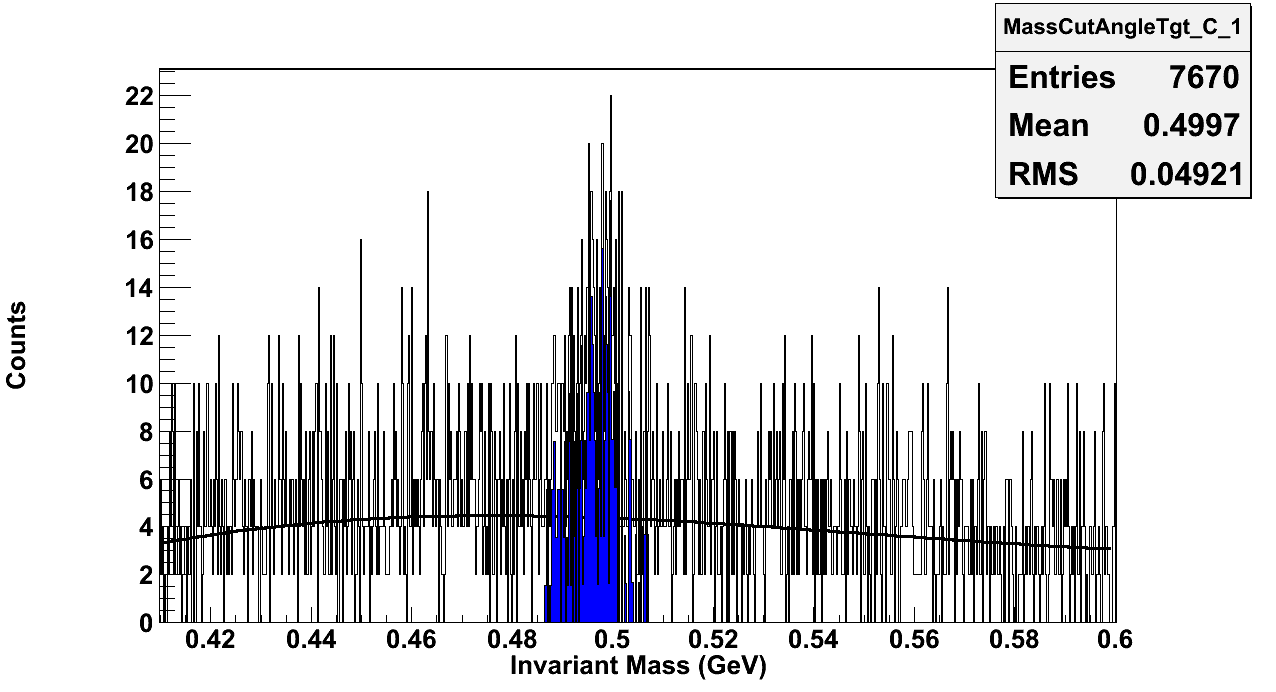 MassCutAngleTgt_C_1
Entries 7670
Mean 0.4997
RMS 0.04921
Counts
22
20
18
16
14
12
10
8
6
4
2
0
0.42 0.44 0.46 0.48 0.5 0.52 0.54 0.56 0.58 0.6
Invariant Mass (GeV)